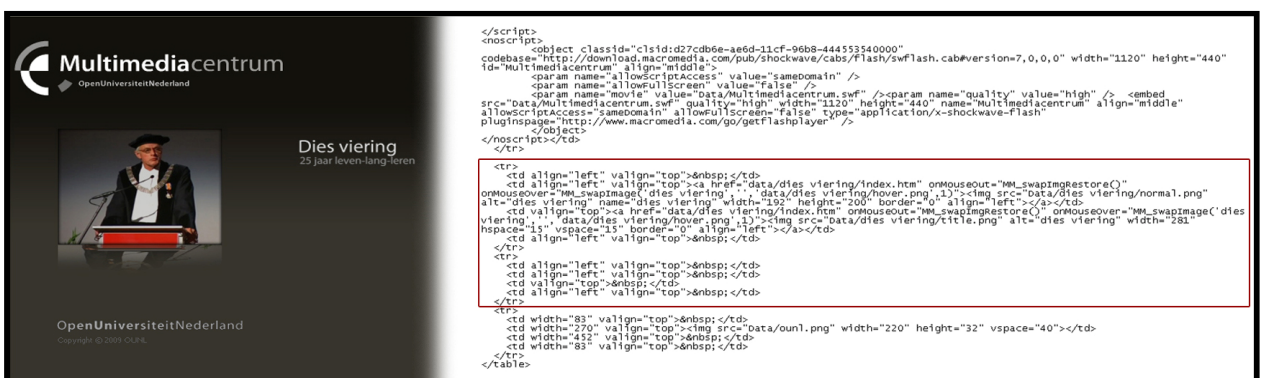 Multimediacentrum
OpenUniversiteitNederland
Dies viering
25 jaar leven-lang-leren
OpenUniversiteitNederland
Copyright © 2009 OUNL
</script>
<noscript>
<object classid="clsid:d27cdb6e-ae6d-11cf-96b8-444553540000"
codebase="http://download.macromedia.com/pub/shockwave/cabs/flash/swflash.cab#version=7,0,0,0" width="1120" height="440"
id="Multimediacentrum" align="middle">
<param name="allowScriptAccess" value="sameDomain" />
<param name="allowFullScreen" value="false" />
<param name="movie" value="Data/Multimediacentrum.swf" /><param name="quality" value="high" /> <embed
src="Data/Multimediacentrum.swf" quality="high" width="1120" height="440" name="Multimediacentrum" align="middle"
allowScriptAccess="sameDomain" allowFullScreen="false" type="application/x-shockwave-flash"
pluginspage="http://www.macromedia.com/go/getflashplayer" />
</object>
</noscript></td>
</tr>
<tr>
<td align="left" valign="top">&nbsp;</td>
<td align="left" valign="top"><a href="data/dies viering/index.htm" onMouseOut="MM_swapImgRestore()"
onMouseOver="MM_swapImage('dies viering','','data/dies viering/hover.png',1)"><img src="Data/dies viering/normal.png"
alt="dies viering" name="dies viering" width="192" height="200" border="0" align="left"></a></td>
<td valign="top"><a href="data/dies viering/index.htm" onMouseOut="MM_swapImgRestore()" onMouseOver="MM_swapImage('dies
viering','','data/dies viering/hover.png',1)"><img src="Data/dies viering/title.png" alt="dies viering" width="281"
hspace="15" vspace="15" border="0" align="left"></a></td>
<td align="left" valign="top">&nbsp;</td>
</tr>
<tr>
<td align="left" valign="top">&nbsp;</td>
<td align="left" valign="top">&nbsp;</td>
<td valign="top">&nbsp;</td>
<td align="left" valign="top">&nbsp;</td>
</tr>
<tr>
<td width="83" valign="top">&nbsp;</td>
<td width="270" valign="top"><img src="Data/ounl.png" width="220" height="32" vspace="40"></td>
<td width="452" valign="top">&nbsp;</td>
<td width="83" valign="top">&nbsp;</td>
</tr>
</table>